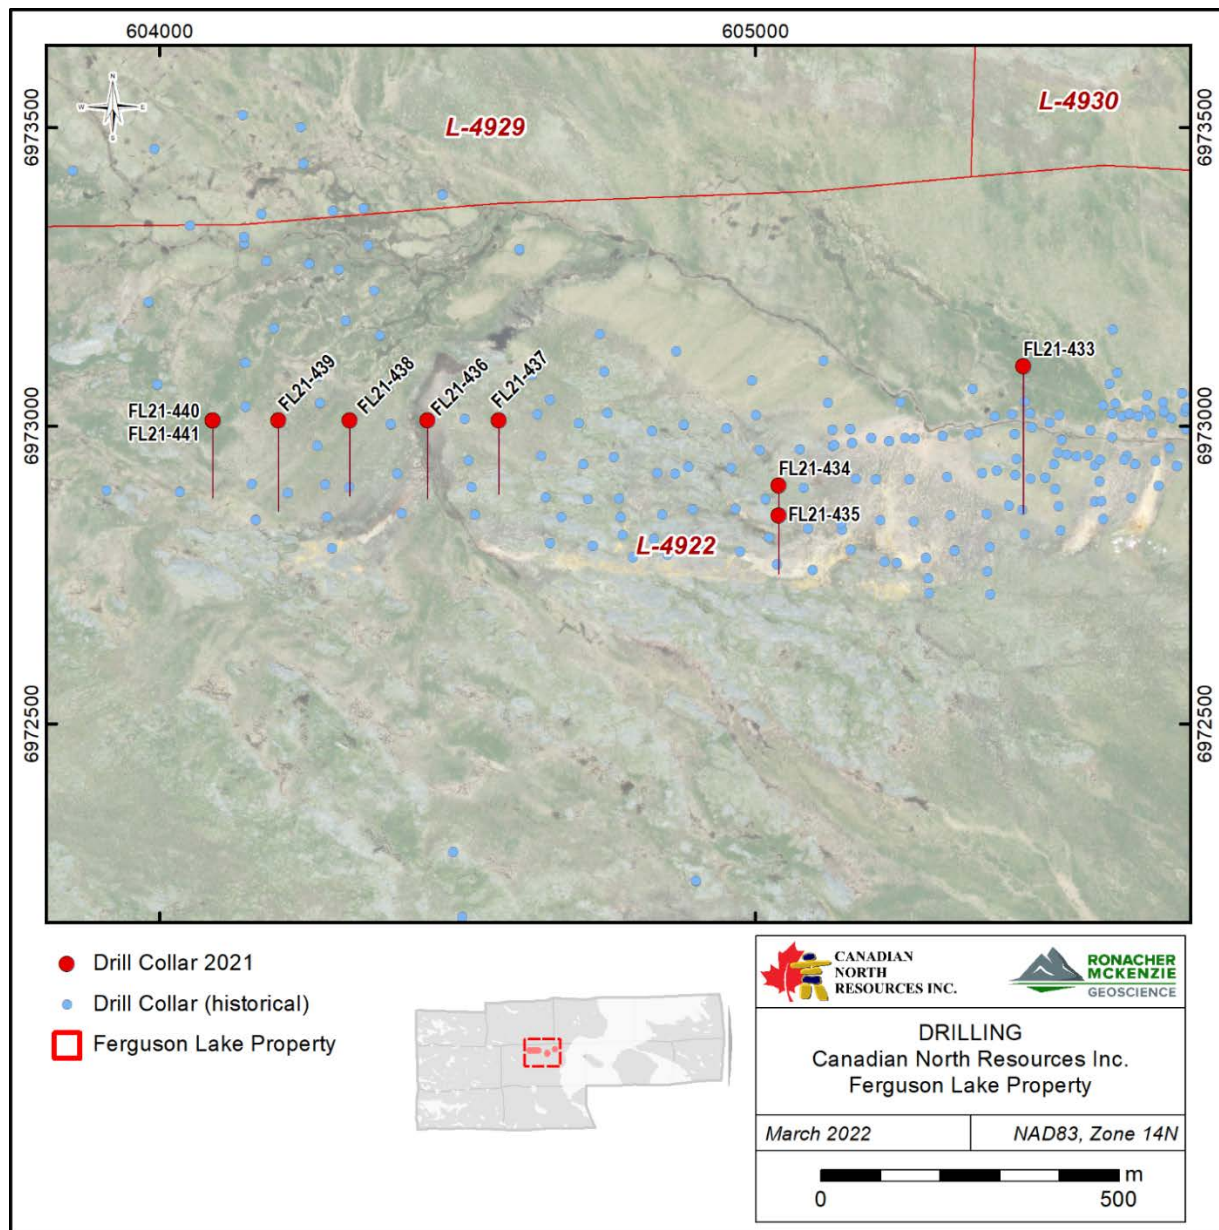 604000
605000
N
W
E
S
6973500
6973500
L-4929
L-4930
FL21-433
FL21-439
FL21-438
FL21-436
FL21-437
FL21-440
FL21-441
6973000
6973000
FL21-434
FL21-435
L-4922
6972500
6972500
Drill Collar 2021
Drill Collar (historical)
Ferguson Lake Property
CANADIAN
NORTH
RESOURCES INC.
RONACHER
MCKENZIE
GEOSCIENCE
DRILLING
Canadian North Resources Inc.
Ferguson Lake Property
March 2022
NAD83, Zone 14N
m
0
500